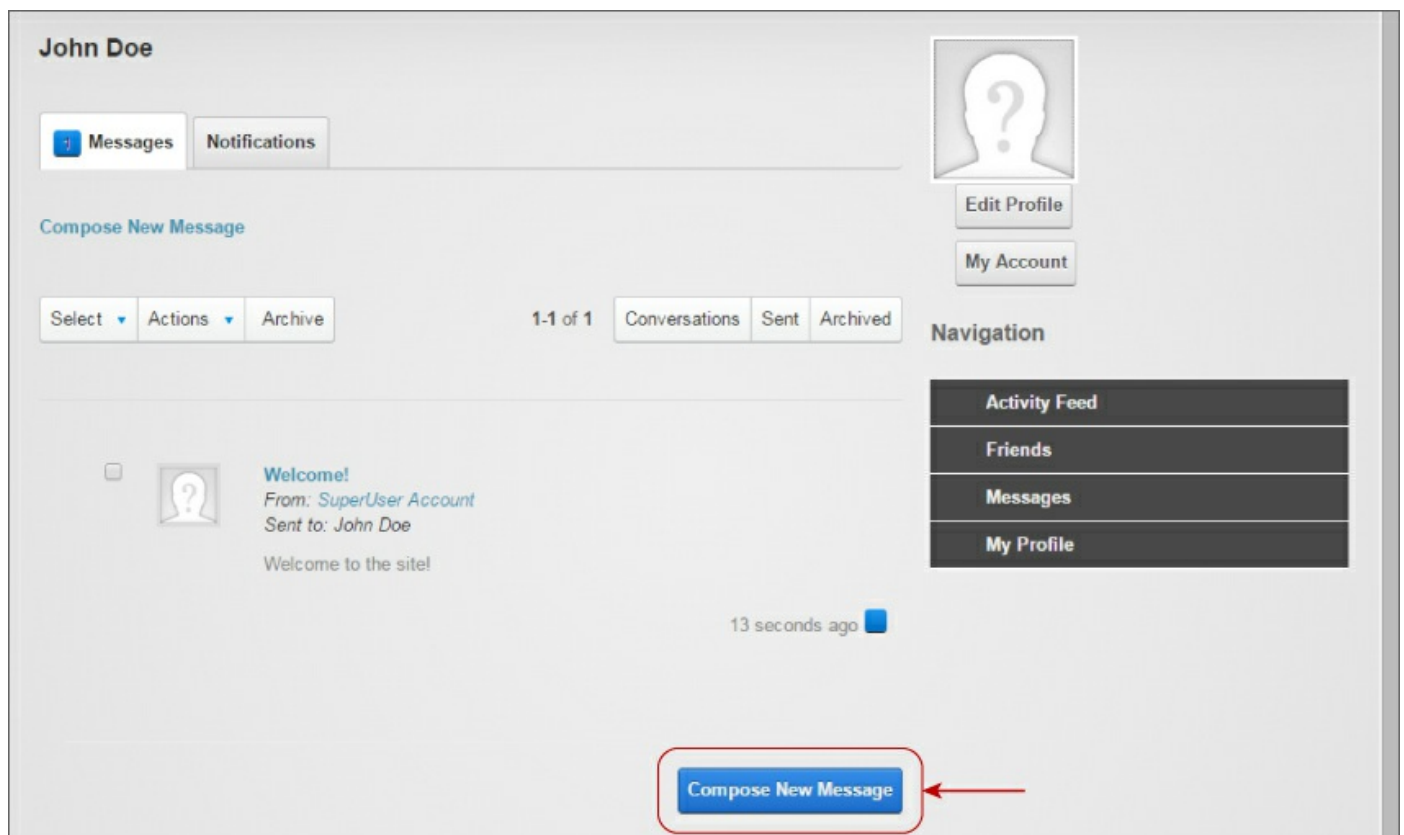 John Doe
1 Messages Notifications
Compose New Message
Select Actions Archive 1-1 of 1 Conversations Sent Archived
Welcome!
From: SuperUser Account
Sent to: John Doe
Welcome to the site!
13 seconds ago
Compose New Message
Edit Profile
My Account
Navigation
Activity Feed
Friends
Messages
My Profile